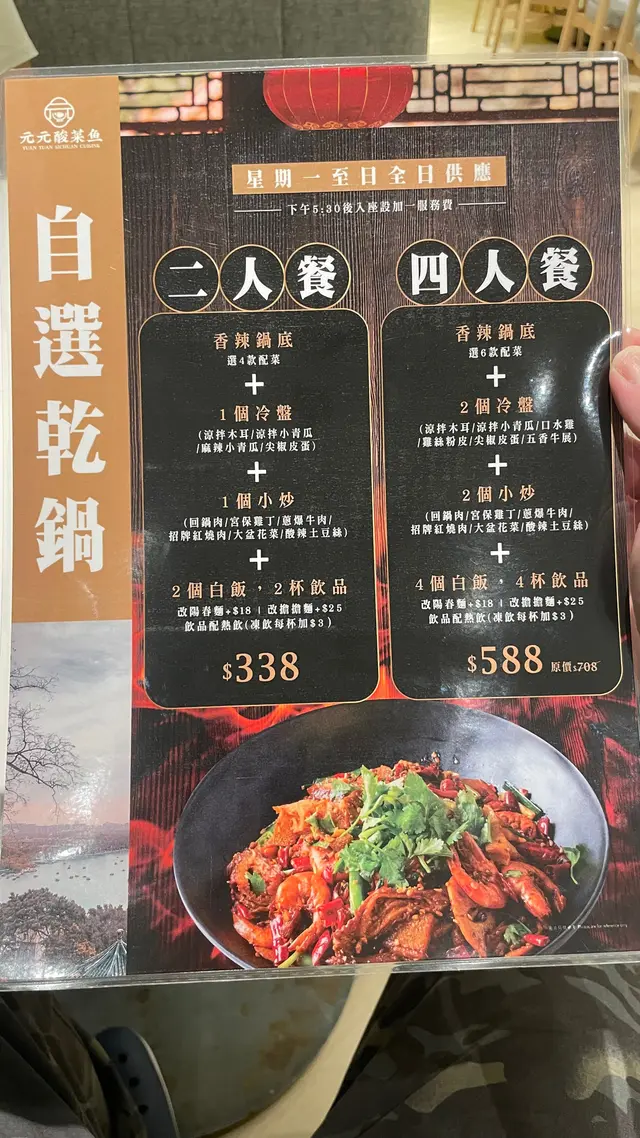 元元酸菜鱼
YUAN YUAN SICHUAN CUISINE
自選乾鍋
星期一至日全日供應
下午5:30後入座設加一服務費
二人餐
香辣鍋底
選4款配菜
+
1個冷盤
(涼拌木耳/涼拌小青瓜
/麻辣小青瓜/尖椒皮蛋)
+
1個小炒
(回鍋肉/宮保雞丁/蔥爆牛肉/
招牌紅燒肉/大盆花菜/酸辣土豆絲)
+
2個白飯，2杯飲品
改陽春麵+$18 | 改擔擔麵+$25
飲品配熱飲(凍飲每杯加$3)
$338
四人餐
香辣鍋底
選6款配菜
+
2個冷盤
(涼拌木耳/涼拌小青瓜/口水雞
/雞絲粉皮/尖椒皮蛋/五香牛展)
+
2個小炒
(回鍋肉/宮保雞丁/蔥爆牛肉/
招牌紅燒肉/大盆花菜/酸辣土豆絲)
+
4個白飯，4杯飲品
改陽春麵+$18 | 改擔擔麵+$25
飲品配熱飲(凍飲每杯加$3)
$588 原價$708